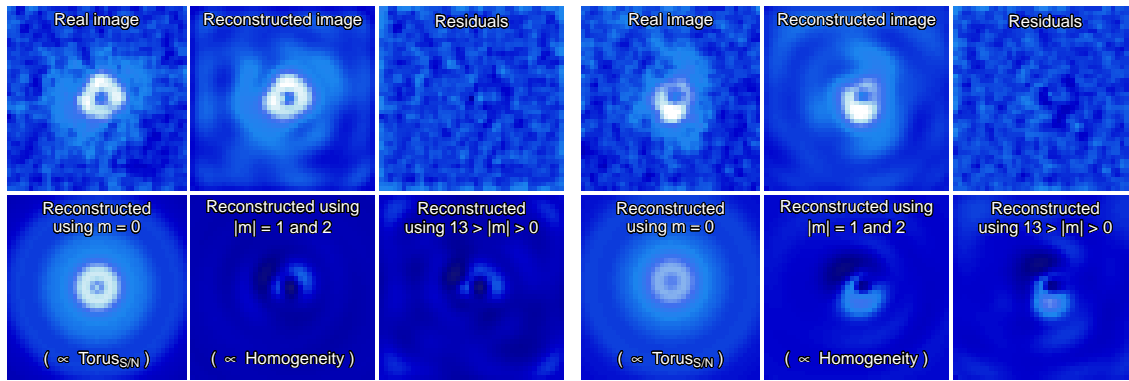 Real image
Reconstructed image
Residuals
Real image
Reconstructed image
Residuals
Reconstructed
using m = 0
( ∝ Torus_S/N )
Reconstructed using
|m| = 1 and 2
( ∝ Homogeneity )
Reconstructed
using 13 > |m| > 0
Reconstructed
using m = 0
( ∝ Torus_S/N )
Reconstructed using
|m| = 1 and 2
( ∝ Homogeneity )
Reconstructed
using 13 > |m| > 0